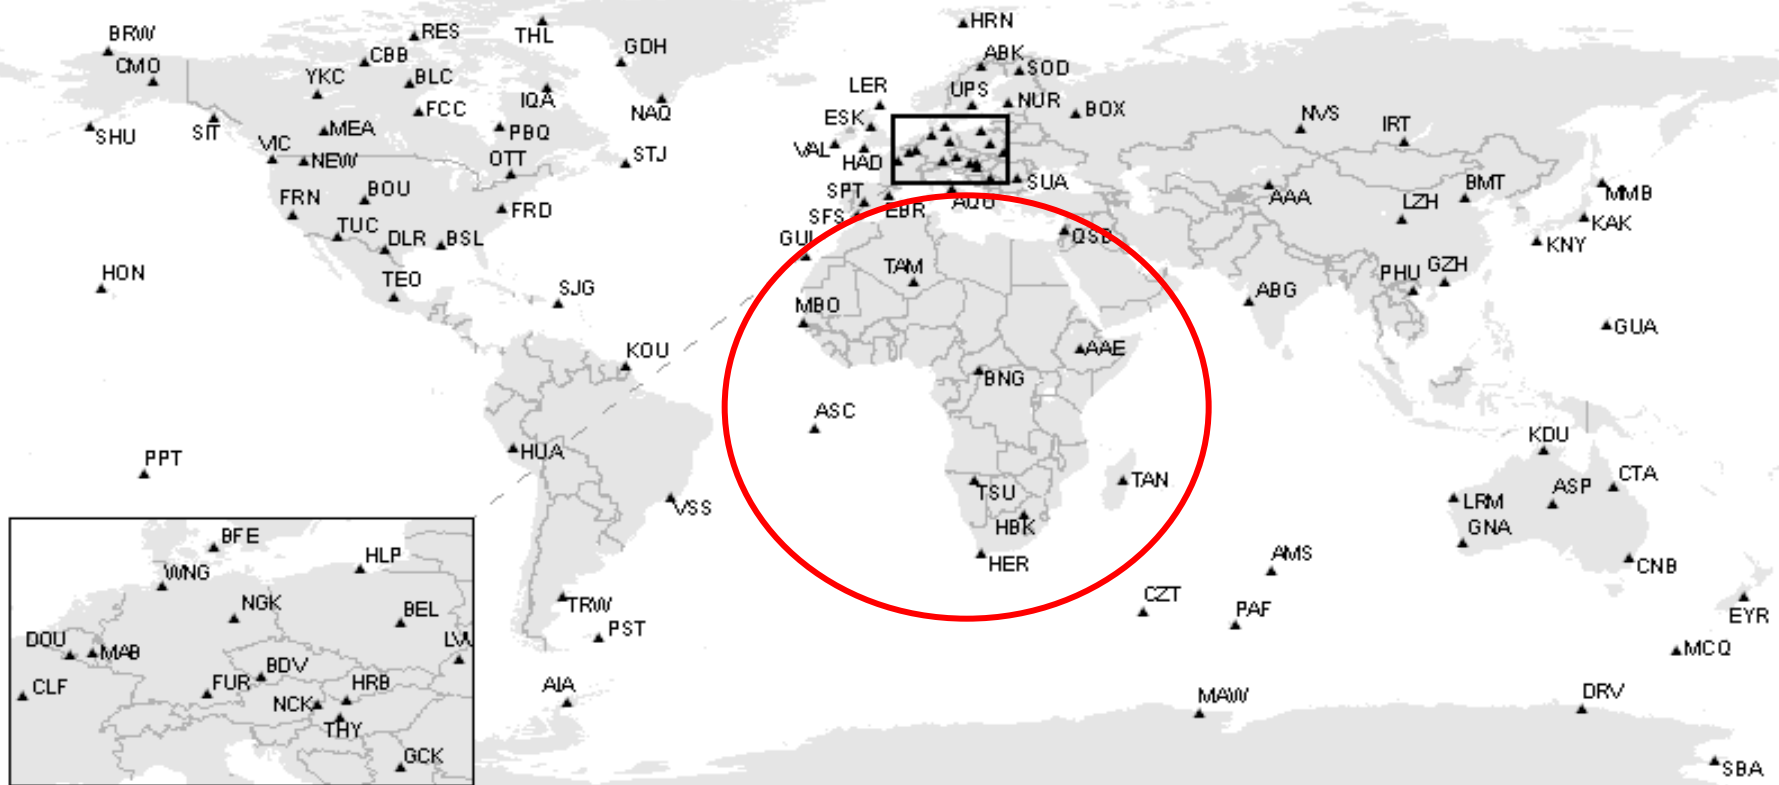 BRW
CMO
SHU
SIT
RES
CBB
YKC
BLC
FCC
MEA
THL
GDH
IQA
NAQ
PBQ
VIC
NEW
OTT
STJ
FRN
BOU
FRD
TUC
DLR
BSL
TEO
HON
SJG
KOU
HUA
PPT
VSS
TRW
PST
AIA
HRN
ABK
SOD
LER
UPS
NUR
BOX
ESK
VAL
HAD
SPT
SFS
EBR
AQU
SUA
GUI
QSB
TAM
MBO
AAE
BNG
ASC
TSU
TAN
HBK
HER
NVS
IRT
AAA
BMT
MMB
LZH
KAK
KNY
PHU
GZH
ABG
GUA
KDU
CTA
LRM
ASP
GNA
CNB
AMS
CZT
PAF
EYR
MCQ
MAW
DRV
SBA
BFE
HLP
WNG
NGK
BEL
DOU
MAB
BDV
CLF
FUR
HRB
NCK
THY
GCK